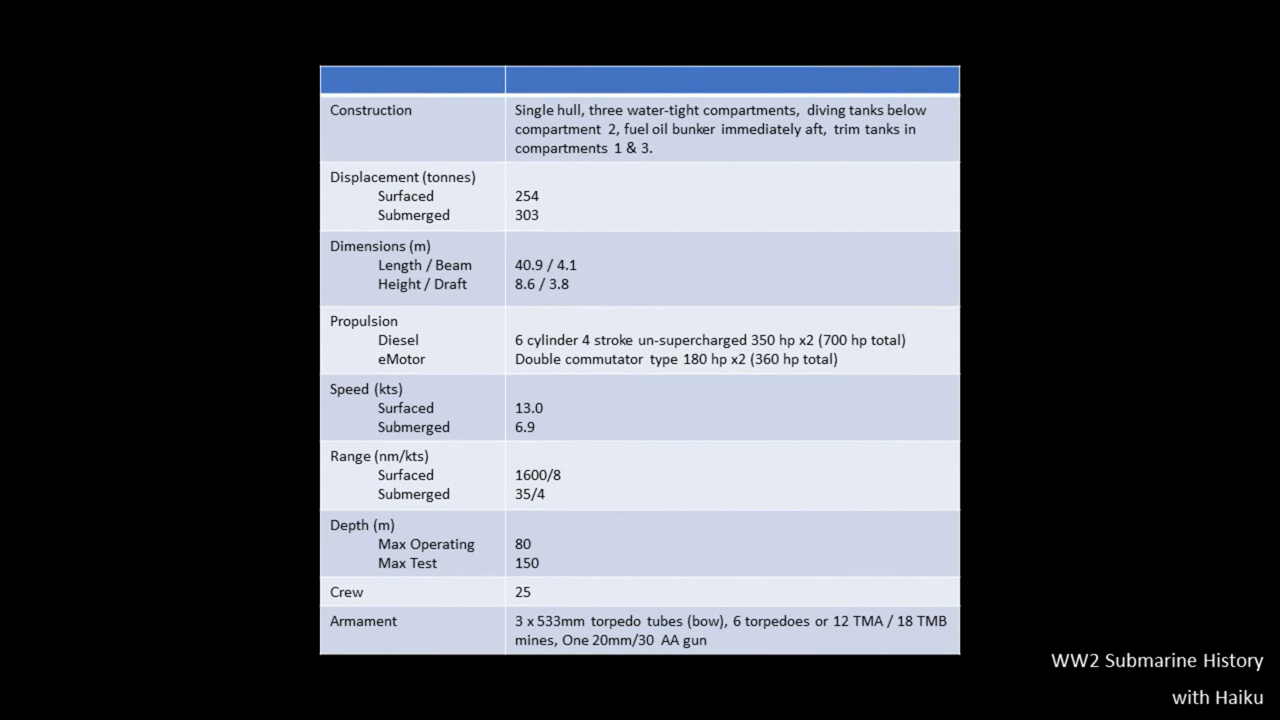 Construction
Single hull, three water-tight compartments, diving tanks below
compartment 2, fuel oil bunker immediately aft, trim tanks in
compartments 1 & 3.
Displacement (tonnes)
Surfaced 254
Submerged 303
Dimensions (m)
Length / Beam 40.9 / 4.1
Height / Draft 8.6 / 3.8
Propulsion
Diesel 6 cylinder 4 stroke un-supercharged 350 hp x2 (700 hp total)
eMotor Double commutator type 180 hp x2 (360 hp total)
Speed (kts)
Surfaced 13.0
Submerged 6.9
Range (nm/kts)
Surfaced 1600/8
Submerged 35/4
Depth (m)
Max Operating 80
Max Test 150
Crew 25
Armament 3 x 533mm torpedo tubes (bow), 6 torpedoes or 12 TMA / 18 TMB
mines, One 20mm/30 AA gun
WW2 Submarine History
with Haiku